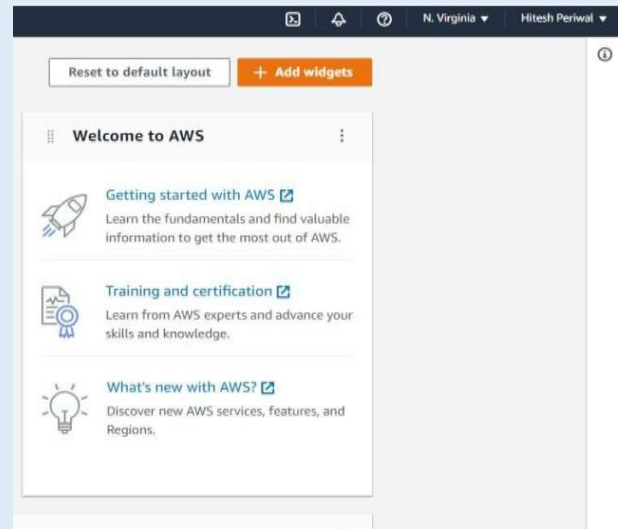 N. Virginia ▼ Hitesh Periwal ▼
Reset to default layout + Add widgets
Welcome to AWS
Getting started with AWS
Learn the fundamentals and find valuable
information to get the most out of AWS.
Training and certification
Learn from AWS experts and advance your
skills and knowledge.
What's new with AWS?
Discover new AWS services, features, and
Regions.